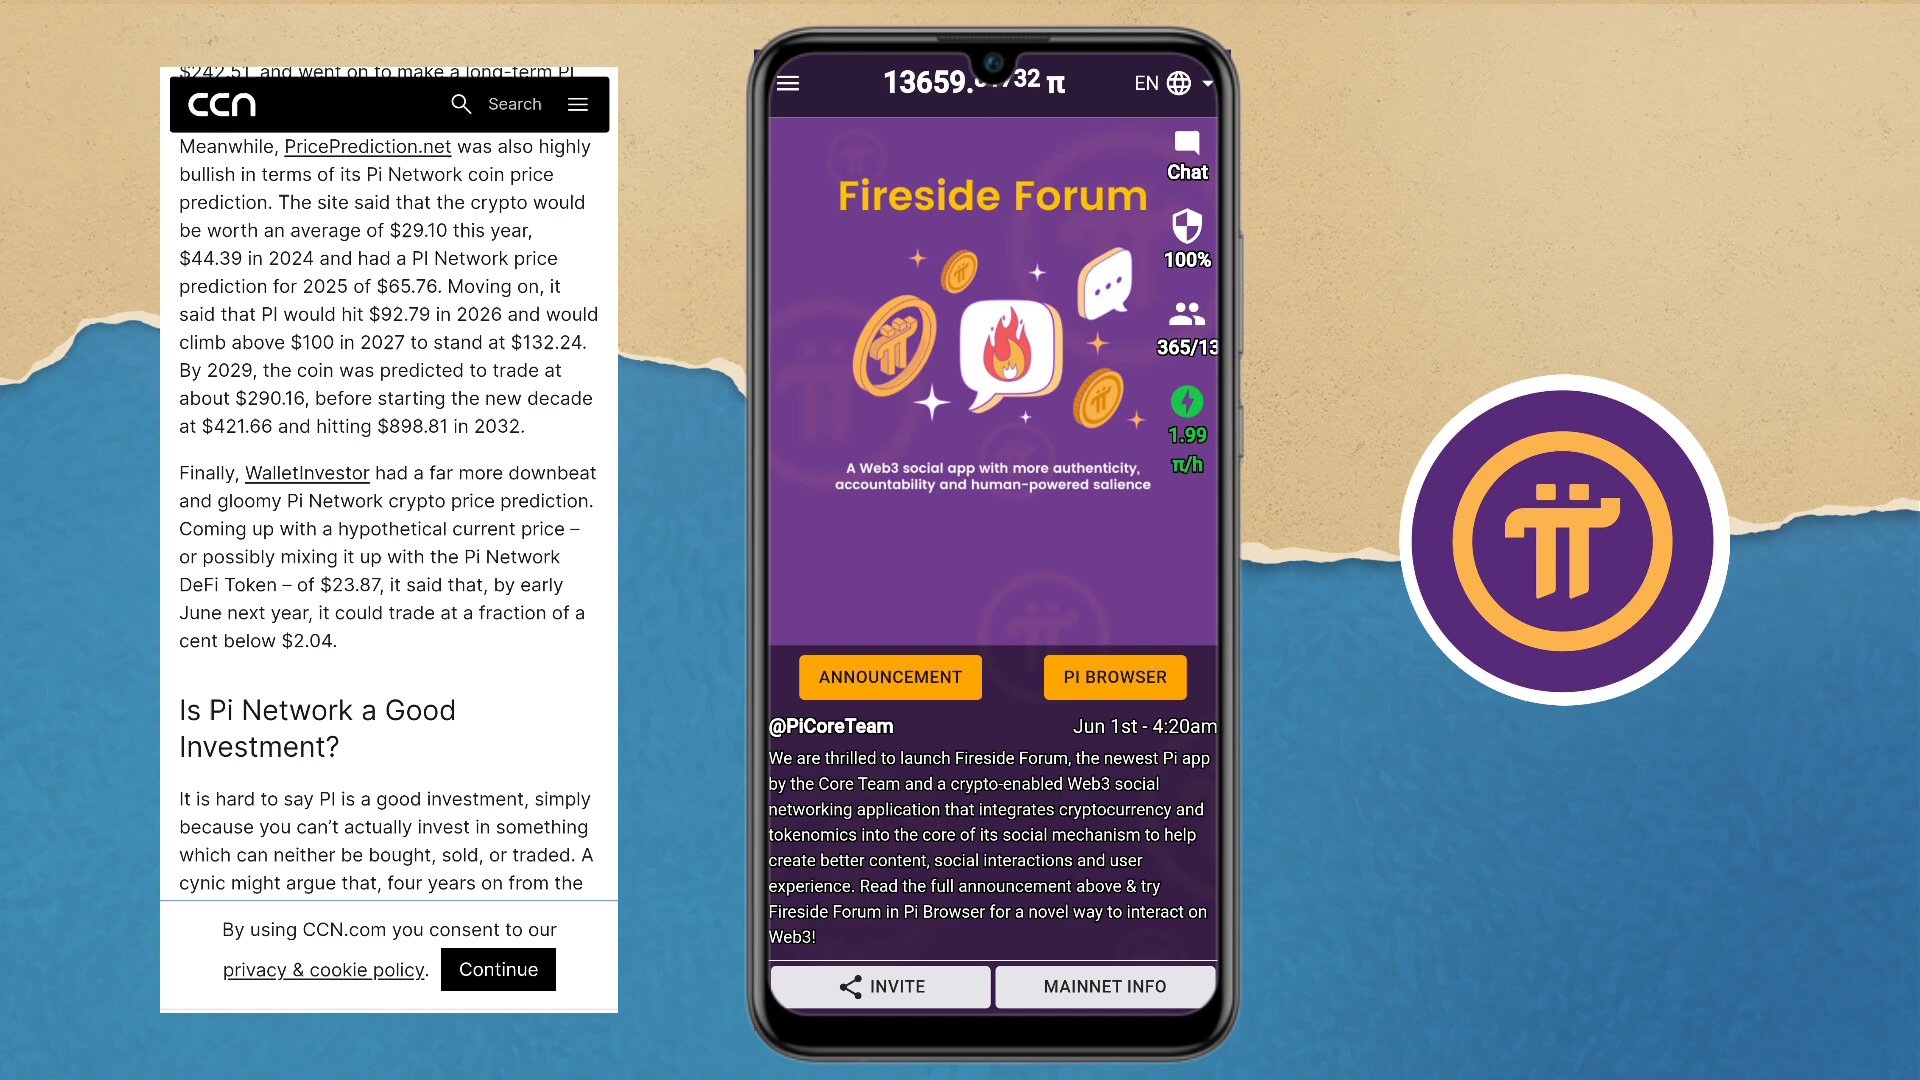 $242.51, and went on to make a long-term PI
CCN
Search
Meanwhile, PricePrediction.net was also highly
bullish in terms of its Pi Network coin price
prediction. The site said that the crypto would
be worth an average of $29.10 this year,
$44.39 in 2024 and had a PI Network price
prediction for 2025 of $65.76. Moving on, it
said that PI would hit $92.79 in 2026 and would
climb above $100 in 2027 to stand at $132.24.
By 2029, the coin was predicted to trade at
about $290.16, before starting the new decade
at $421.66 and hitting $898.81 in 2032.
Finally, WalletInvestor had a far more downbeat
and gloomy Pi Network crypto price prediction.
Coming up with a hypothetical current price –
or possibly mixing it up with the Pi Network
DeFi Token – of $23.87, it said that, by early
June next year, it could trade at a fraction of a
cent below $2.04.
Is Pi Network a Good
Investment?
It is hard to say PI is a good investment, simply
because you can't actually invest in something
which can neither be bought, sold, or traded. A
cynic might argue that, four years on from the
By using CCN.com you consent to our
privacy & cookie policy.
Continue
13659. 32 π
EN
Chat
Fireside Forum
100%
365/13
1.99
π/h
A Web3 social app with more authenticity,
accountability and human-powered salience
ANNOUNCEMENT
PI BROWSER
@PiCoreTeam
Jun 1st - 4:20am
We are thrilled to launch Fireside Forum, the newest Pi app
by the Core Team and a crypto-enabled Web3 social
networking application that integrates cryptocurrency and
tokenomics into the core of its social mechanism to help
create better content, social interactions and user
experience. Read the full announcement above & try
Fireside Forum in Pi Browser for a novel way to interact on
Web3!
INVITE
MAINNET INFO